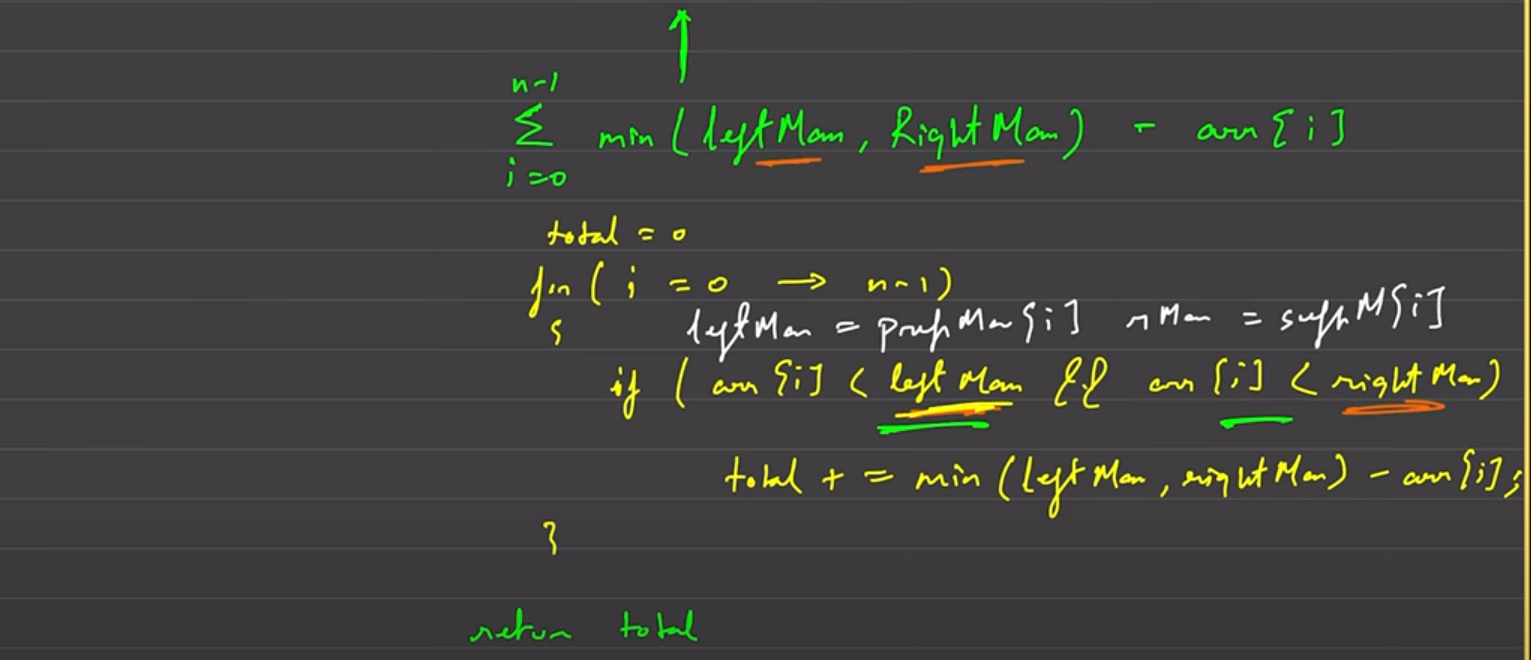 n-1
Σ min (leftMax, RightMax) - arr[i]
i=0
total = 0
for (i = 0 → n-1)
{ leftMax = prefMax[i] rMax = suffM[i]
if (arr[i] < leftMax && arr[i] < rightMax)
total += min (leftMax, rightMax) - arr[i];
}
return total